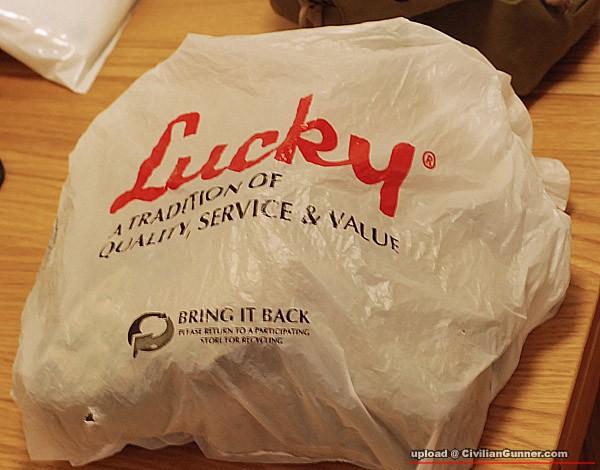 Lucky®
A TRADITION OF
QUALITY, SERVICE & VALUE
BRING IT BACK
PLEASE RETURN TO A PARTICIPATING
STORE FOR RECYCLING
upload @ CivilianGunner.com